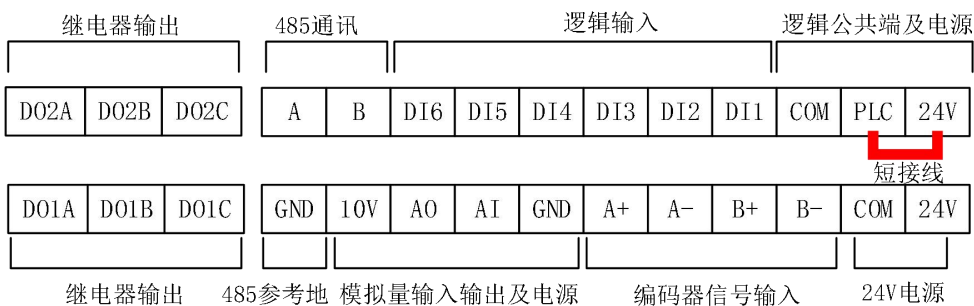 继电器输出 485通讯 逻辑输入 逻辑公共端及电源
DO2A DO2B DO2C A B DI6 DI5 DI4 DI3 DI2 DI1 COM PLC 24V
短接线
DO1A DO1B DO1C GND 10V AO AI GND A+ A- B+ B- COM 24V
继电器输出 485参考地 模拟量输入输出及电源 编码器信号输入 24V电源